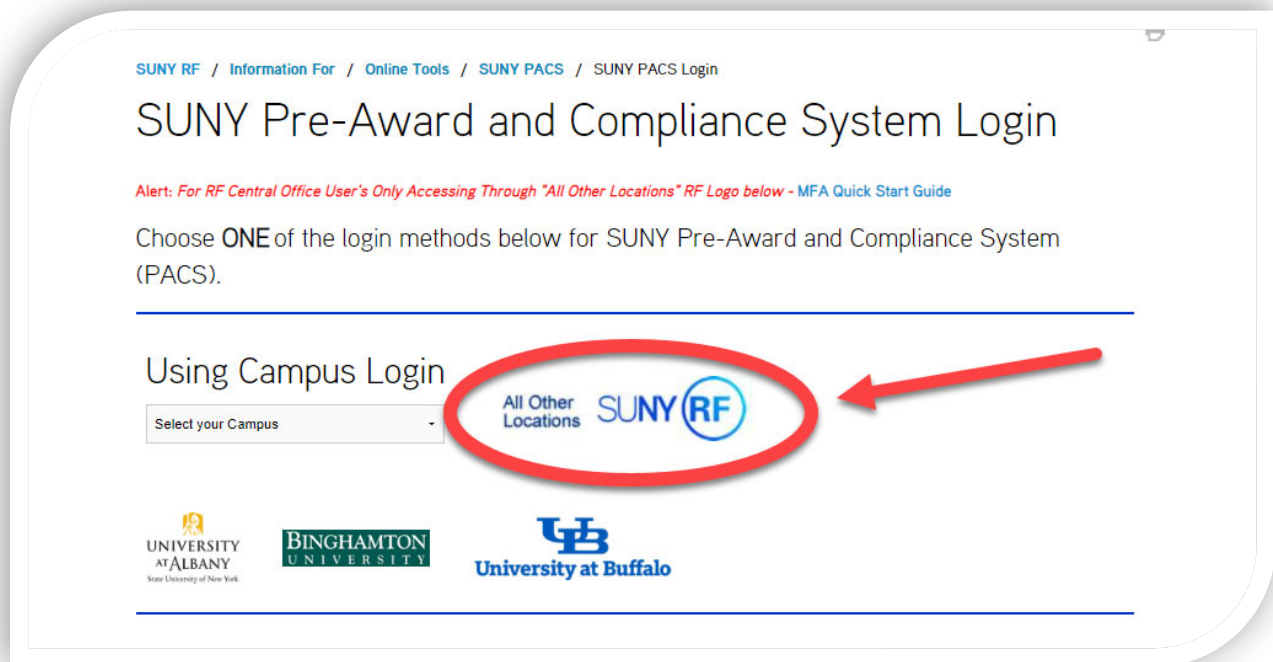 SUNY RF / Information For / Online Tools / SUNY PACS / SUNY PACS Login
SUNY Pre-Award and Compliance System Login
Alert: For RF Central Office User's Only Accessing Through "All Other Locations" RF Logo below - MFA Quick Start Guide
Choose ONE of the login methods below for SUNY Pre-Award and Compliance System
(PACS).
Using Campus Login
Select your Campus
All Other
Locations
SUNY RF
UNIVERSITY
AT ALBANY
State University of New York
BINGHAMTON
UNIVERSITY
UB
University at Buffalo